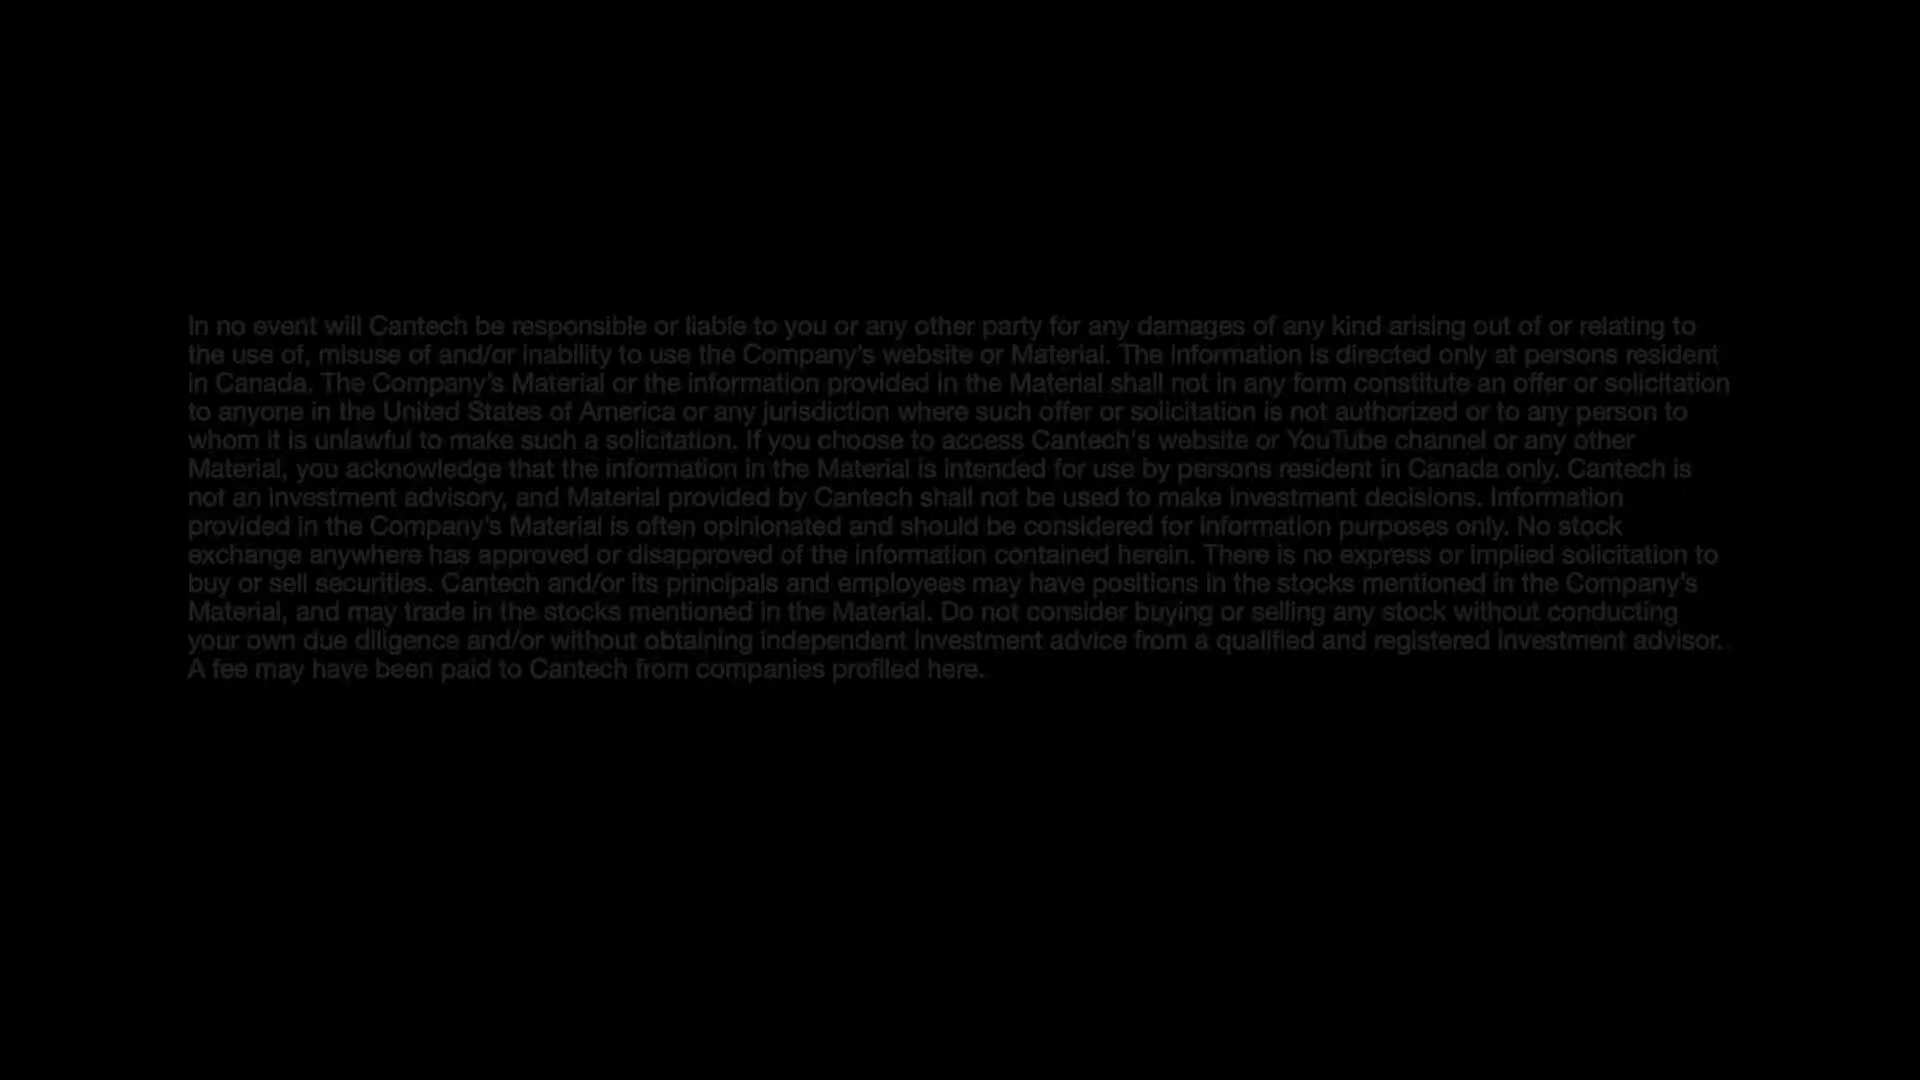 In no event will Cantech be responsible or liable to you or any other party for any damages of any kind arising out of or relating to
the use of, misuse of and/or inability to use the Company's website or Material. The information is directed only at persons resident
in Canada. The Company's Material or the information provided in the Material shall not in any form constitute an offer or solicitation
to anyone in the United States of America or any jurisdiction where such offer or solicitation is not authorized or to any person to
whom it is unlawful to make such a solicitation. If you choose to access Cantech's website or YouTube channel or any other
Material, you acknowledge that the information in the Material is intended for use by persons resident in Canada only. Cantech is
not an investment advisory, and Material provided by Cantech shall not be used to make investment decisions. Information
provided in the Company's Material is often opinionated and should be considered for information purposes only. No stock
exchange anywhere has approved or disapproved of the information contained herein. There is no express or implied solicitation to
buy or sell securities. Cantech and/or its principals and employees may have positions in the stocks mentioned in the Company's
Material, and may trade in the stocks mentioned in the Material. Do not consider buying or selling any stock without conducting
your own due diligence and/or without obtaining independent investment advice from a qualified and registered investment advisor.
A fee may have been paid to Cantech from companies profiled here.